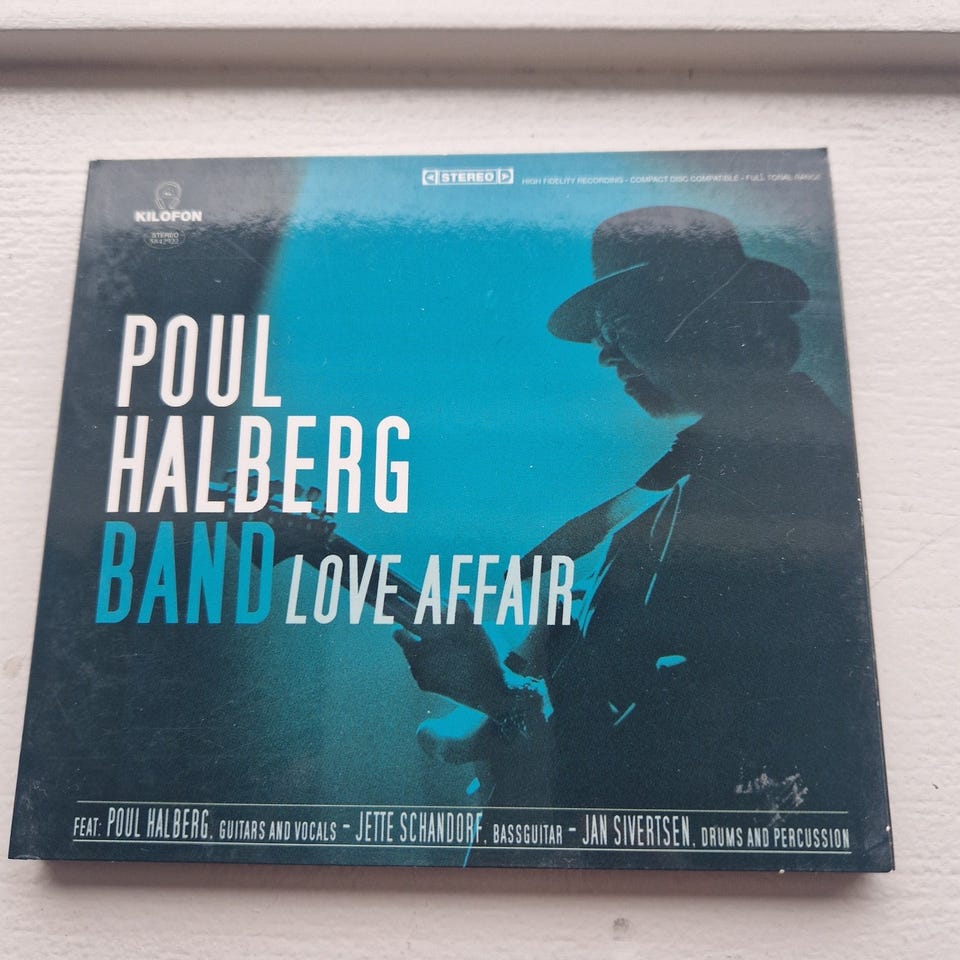 KILOFON
STEREO
STEREO
HIGH FIDELITY RECORDING - COMPACT DISC COMPATIBLE - FULL TONAL RANGE
POUL
HALBERG
BAND LOVE AFFAIR
FEAT: POUL HALBERG, GUITARS AND VOCALS – JETTE SCHANDORF, BASSGUITAR – JAN SIVERTSEN, DRUMS AND PERCUSSION